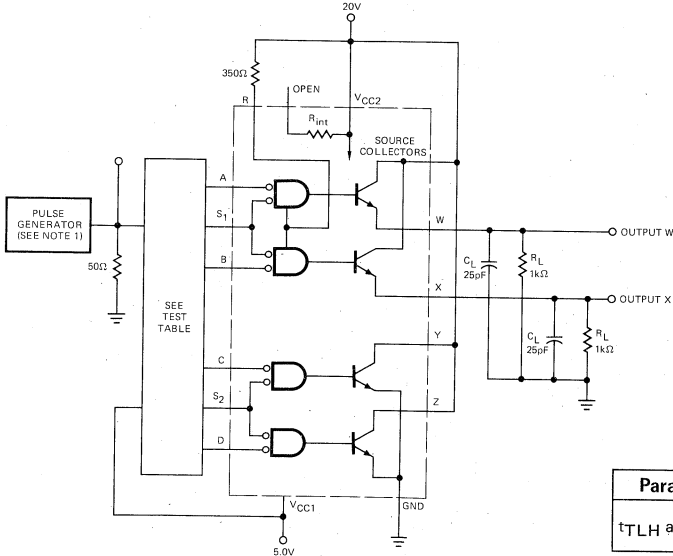 20V
350Ω
OPEN
R
VCC2
Rint
SOURCE
COLLECTORS
A
PULSE
GENERATOR
(SEE NOTE 1)
S1
W
OUTPUT W
50Ω
B
CL
25pF
RL
1kΩ
X
OUTPUT X
SEE
TEST
TABLE
CL
25pF
RL
1kΩ
Y
C
S2
Z
D
VCC1
GND
5.0V
Para
tTLH a